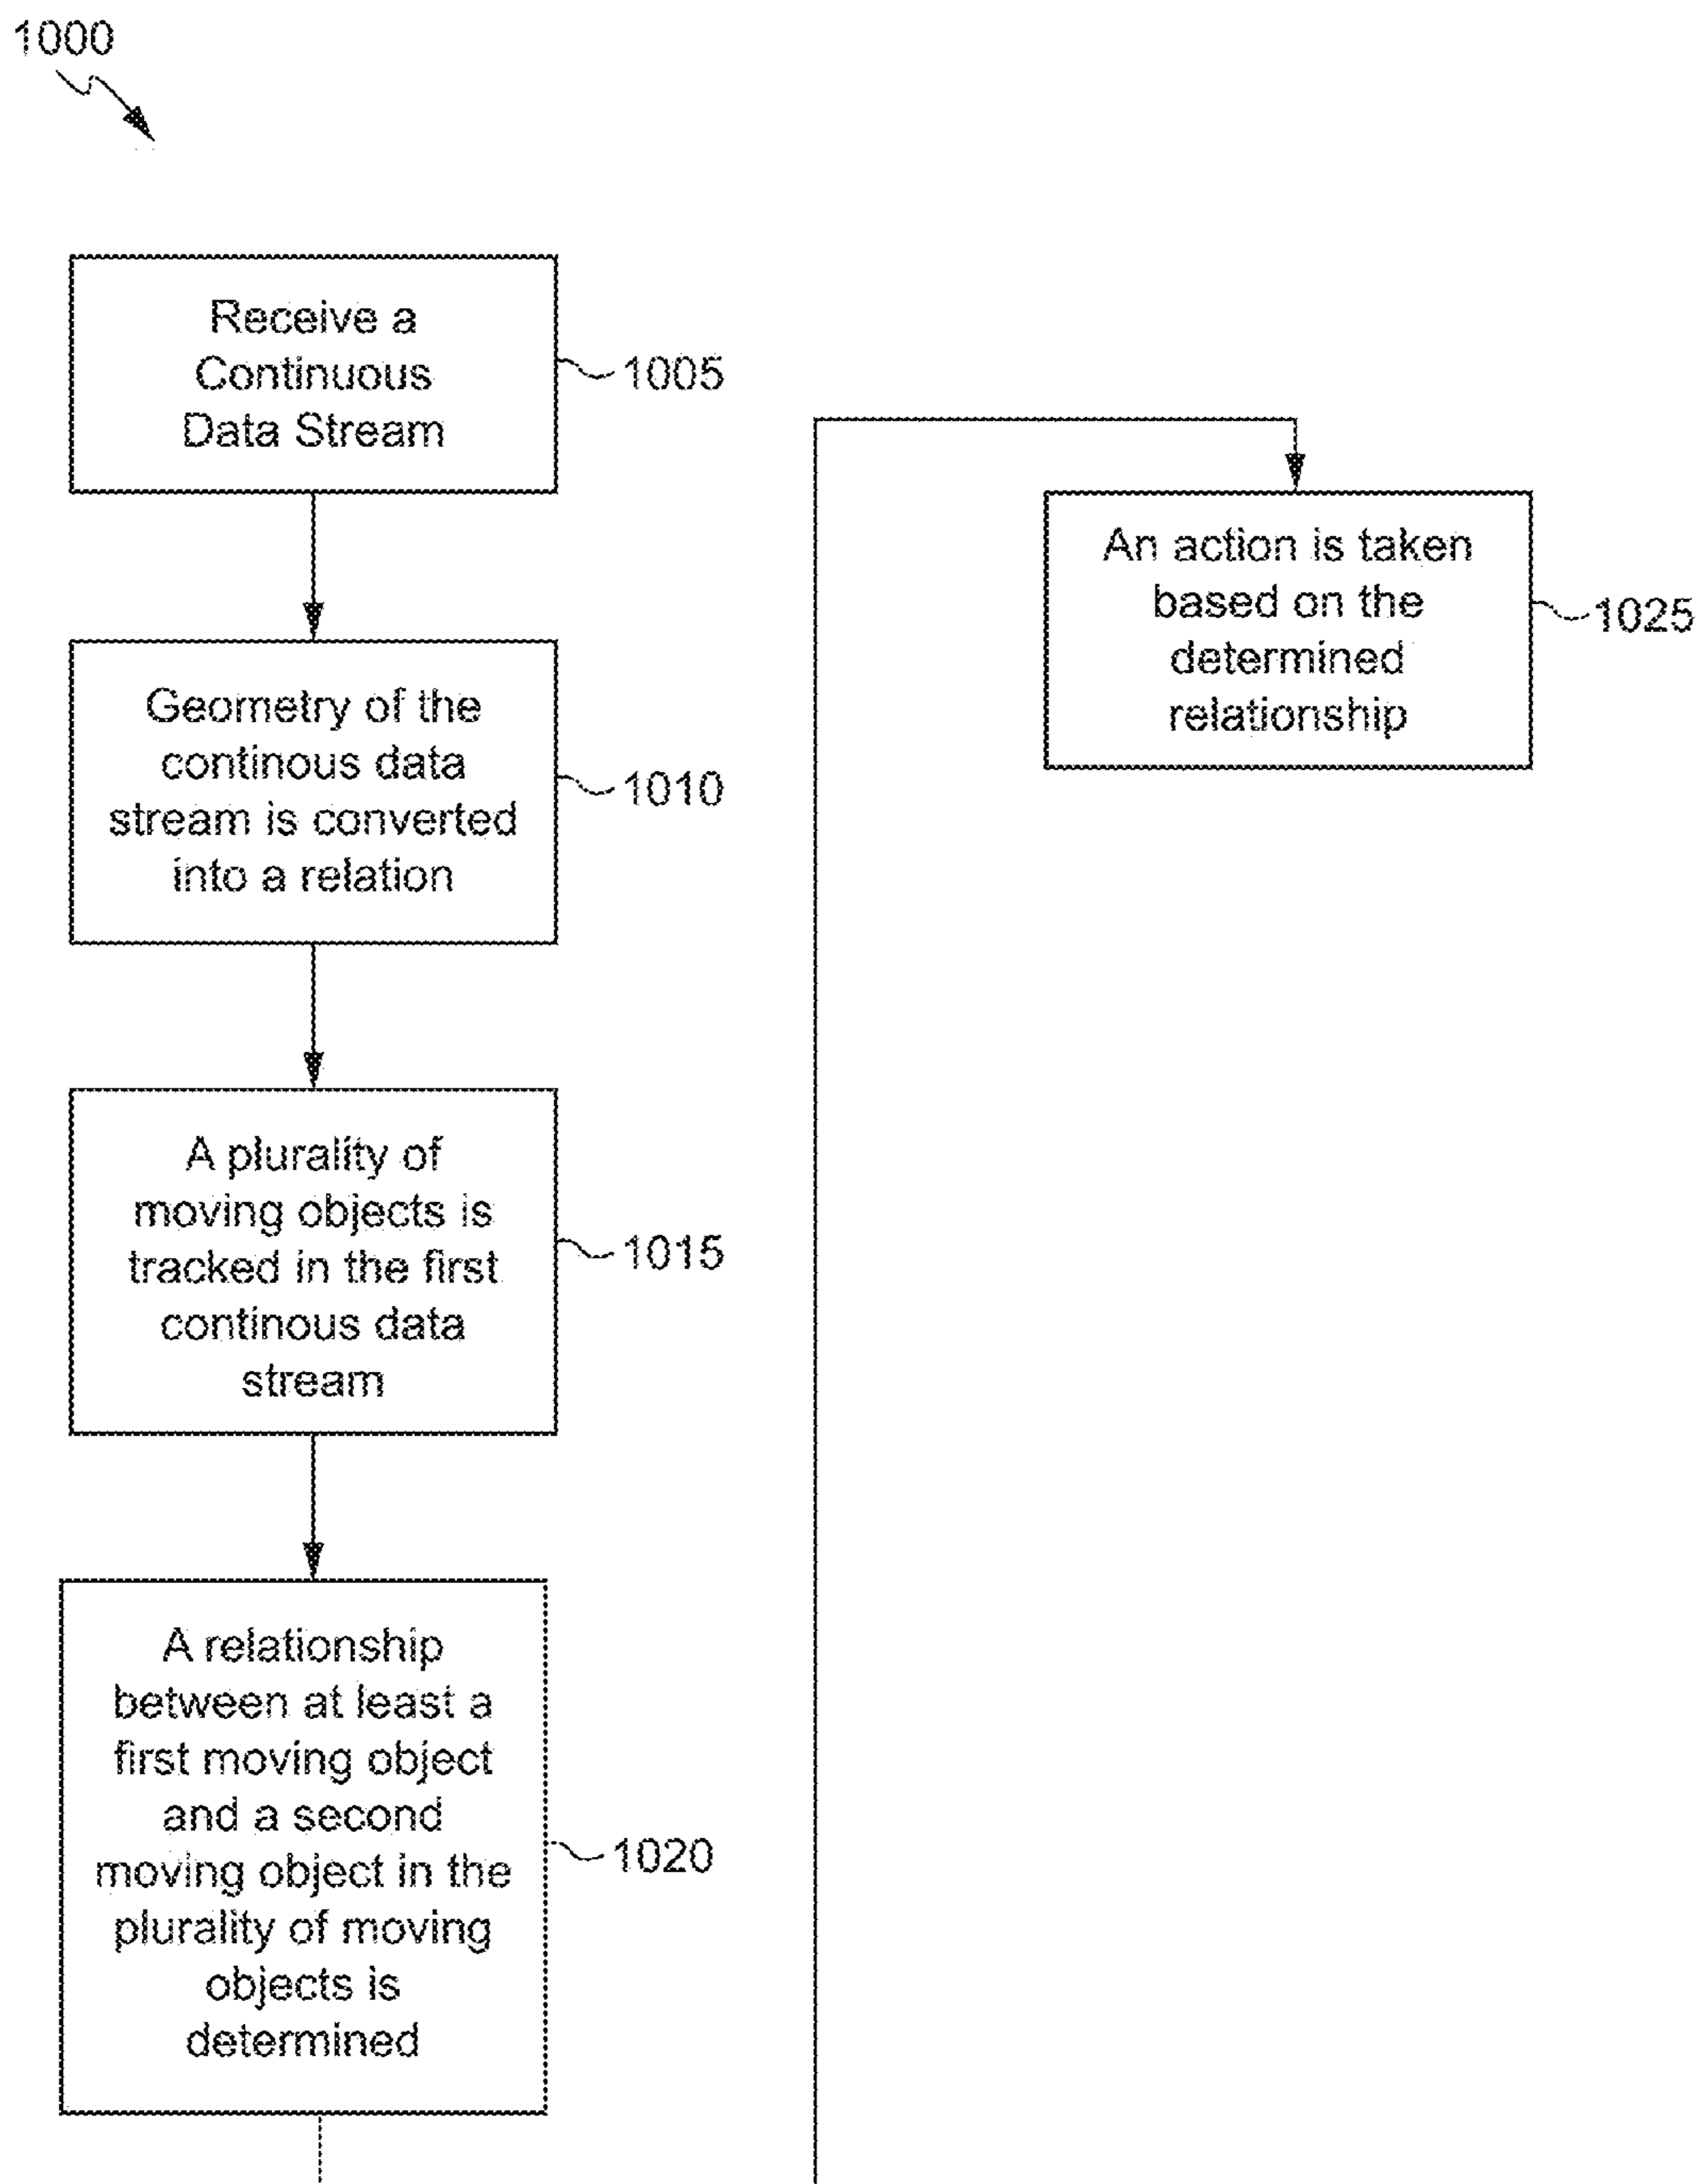 1000
Receive a
Continuous
Data Stream
1005
Geometry of the
continous data
stream is converted
into a relation
1010
A plurality of
moving objects is
tracked in the first
continous data
stream
1015
A relationship
between at least a
first moving object
and a second
moving object in the
plurality of moving
objects is
determined
1020
An action is taken
based on the
determined
relationship
1025